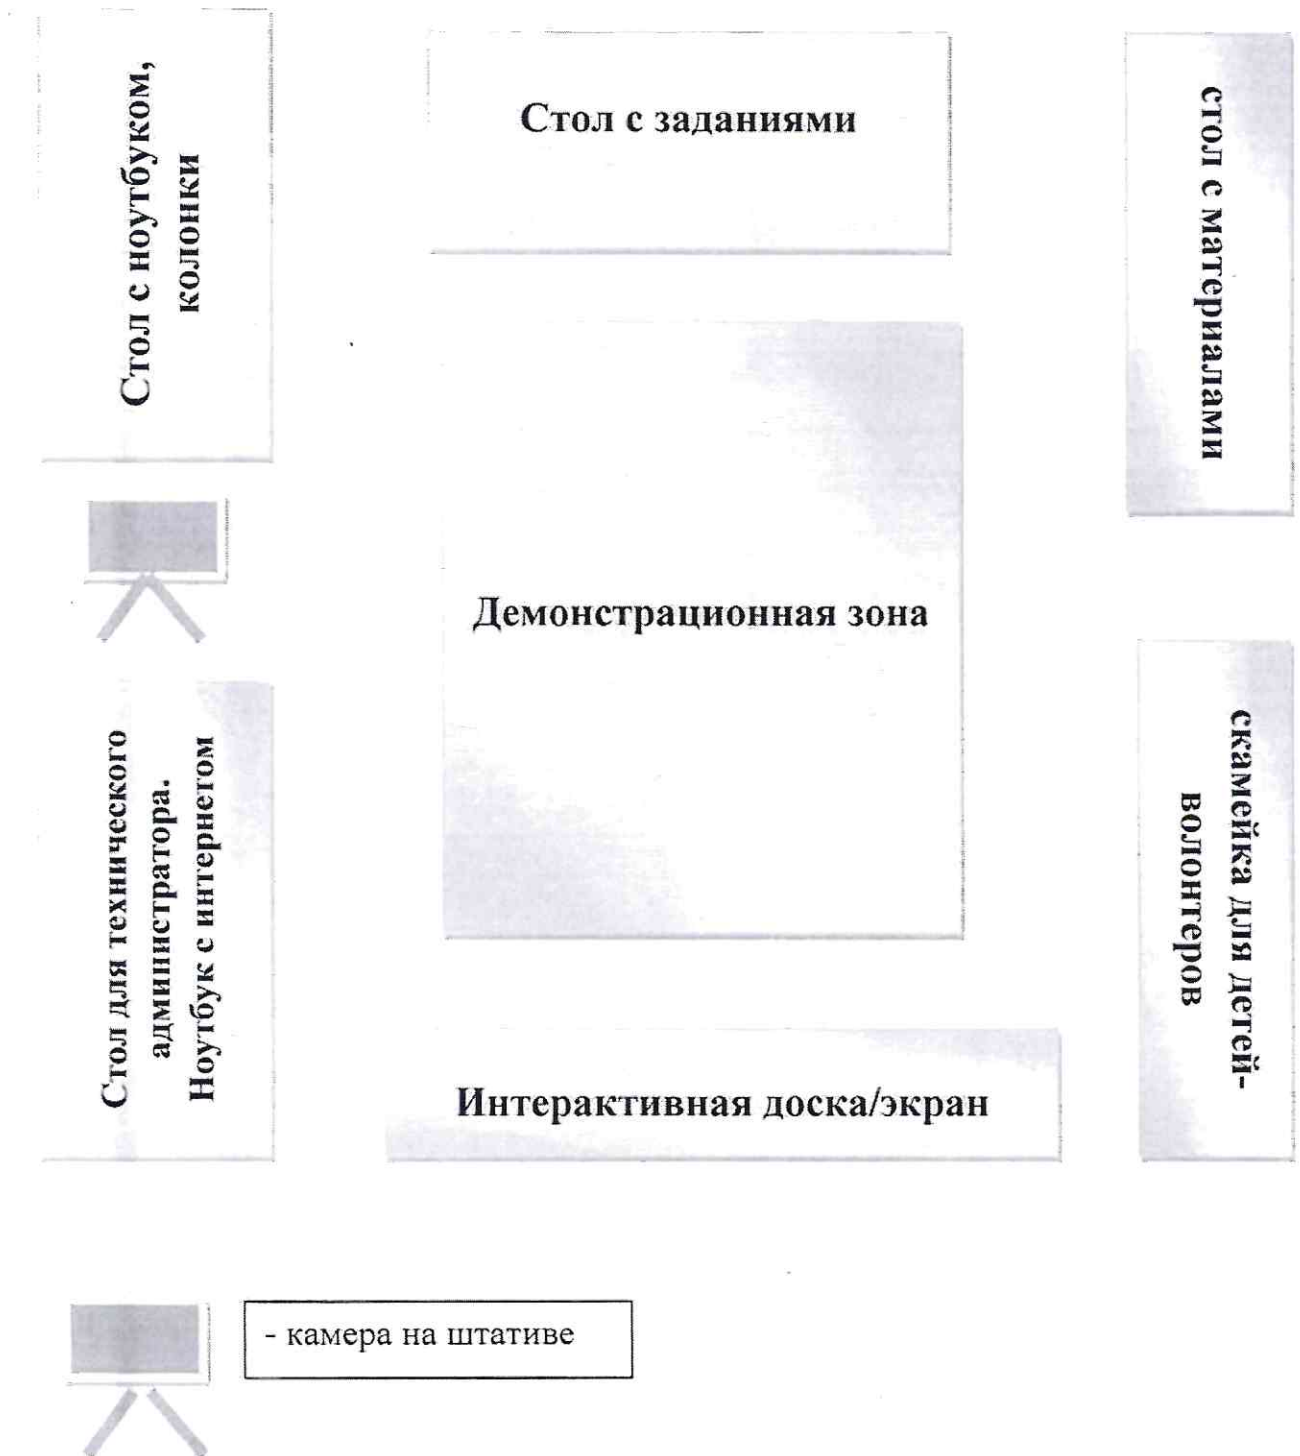 Стол с ноутбуком,
колонки
Стол с заданиями
стол с материалами
Демонстрационная зона
Стол для технического
администратора.
Ноутбук с интернетом
скамейка для детей-
волонтеров
Интерактивная доска/экран
- камера на штативе